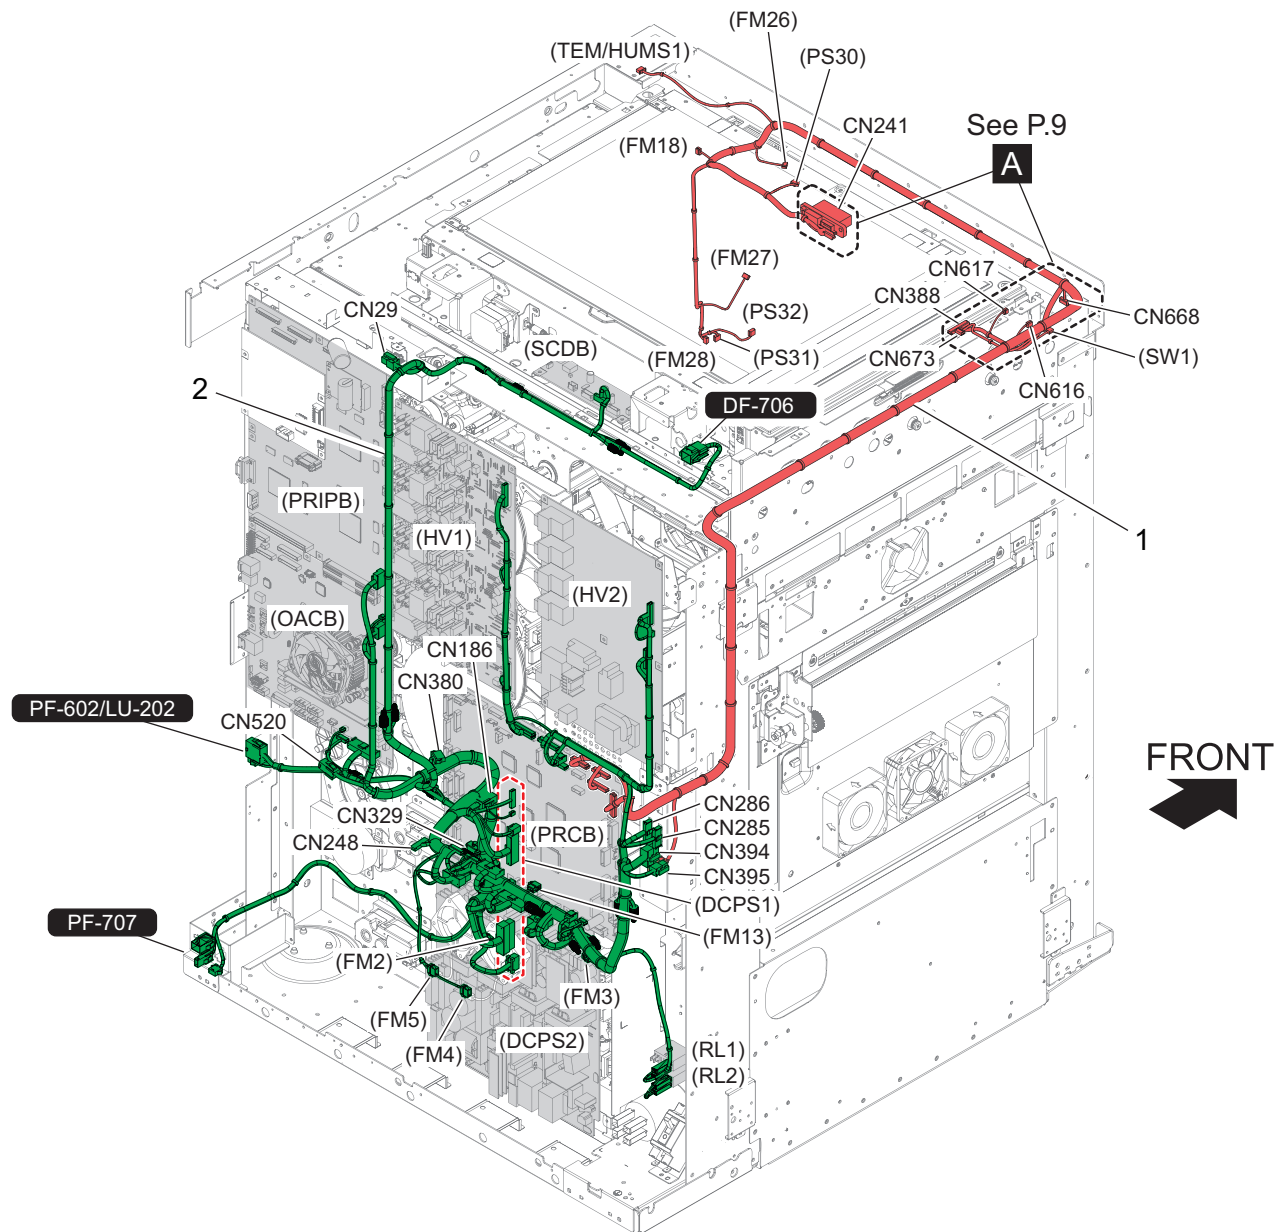 (FM26)
(TEM/HUMS1)
(PS30)
CN241
See P.9
A
(FM18)
(FM27)
CN617
CN388
(PS32)
CN29
CN668
(SCDB)
(FM28)
(PS31)
CN673
(SW1)
2
CN616
DF-706
(PRIPB)
(HV1)
1
(HV2)
(OACB)
CN186
CN380
PF-602/LU-202
CN520
FRONT
CN286
CN329
(PRCB)
CN285
CN248
CN394
CN395
(DCPS1)
PF-707
(FM13)
(FM2)
(FM3)
(FM5)
(DCPS2)
(FM4)
(RL1)
(RL2)